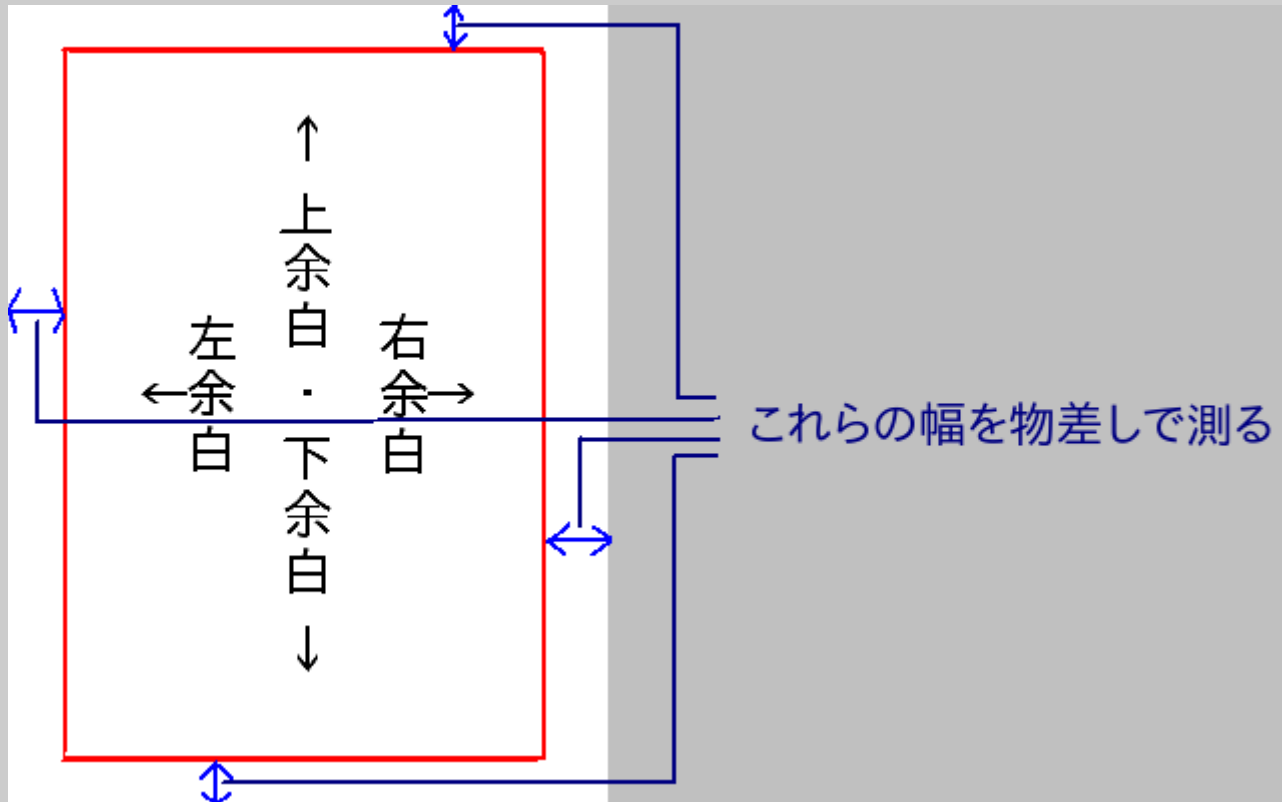 ↑上余白・下余白↓
←左余白
右余白→
これらの幅を物差しで測る